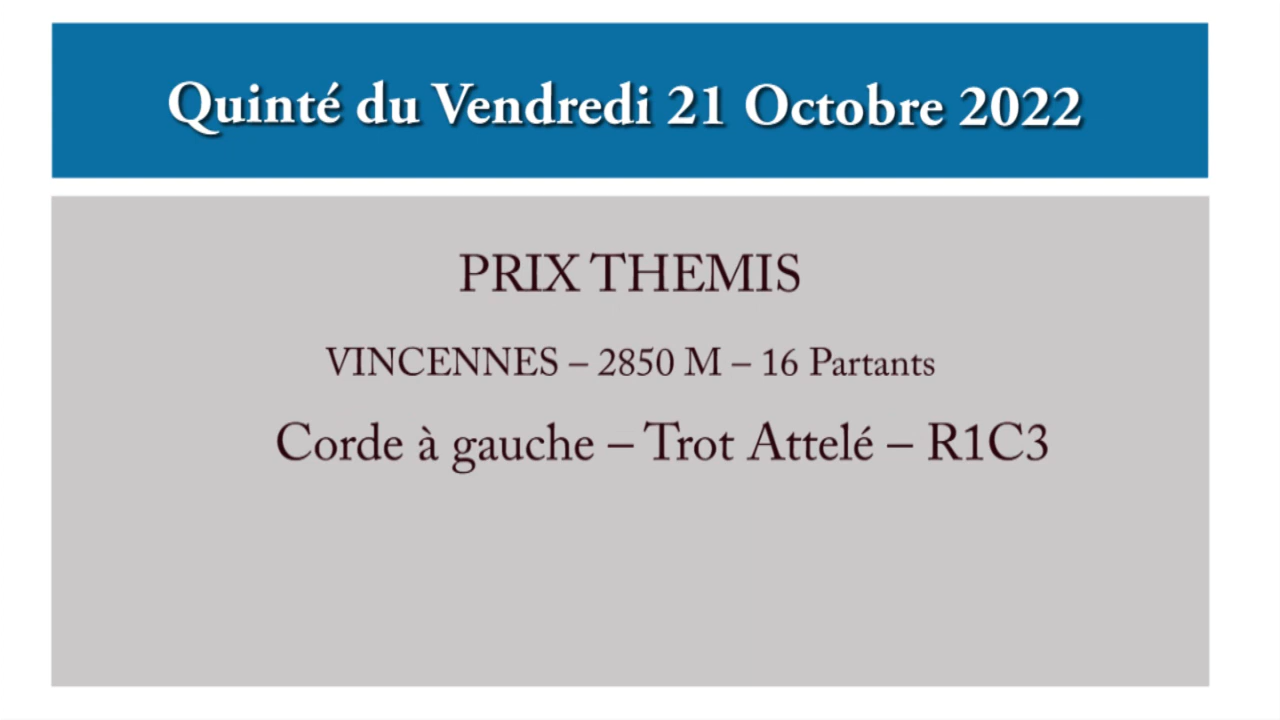 Quinté du Vendredi 21 Octobre 2022
PRIX THEMIS
VINCENNES – 2850 M – 16 Partants
Corde à gauche – Trot Attelé – R1C3